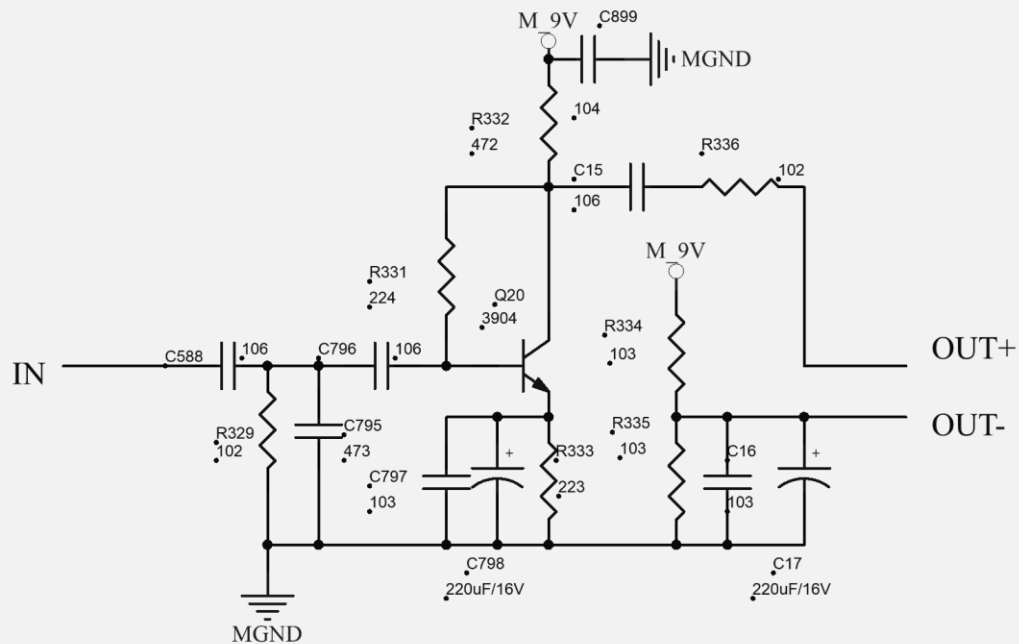 C899
M_9V
MGND
104
R332
472
R336
C15
102
106
M_9V
R331
224
Q20
3904
R334
103
IN
C588
106
C796
106
OUT+
OUT-
R329
102
C795
473
+
R333
R335
103
C16
+
C797
103
223
103
C798
220uF/16V
C17
220uF/16V
MGND